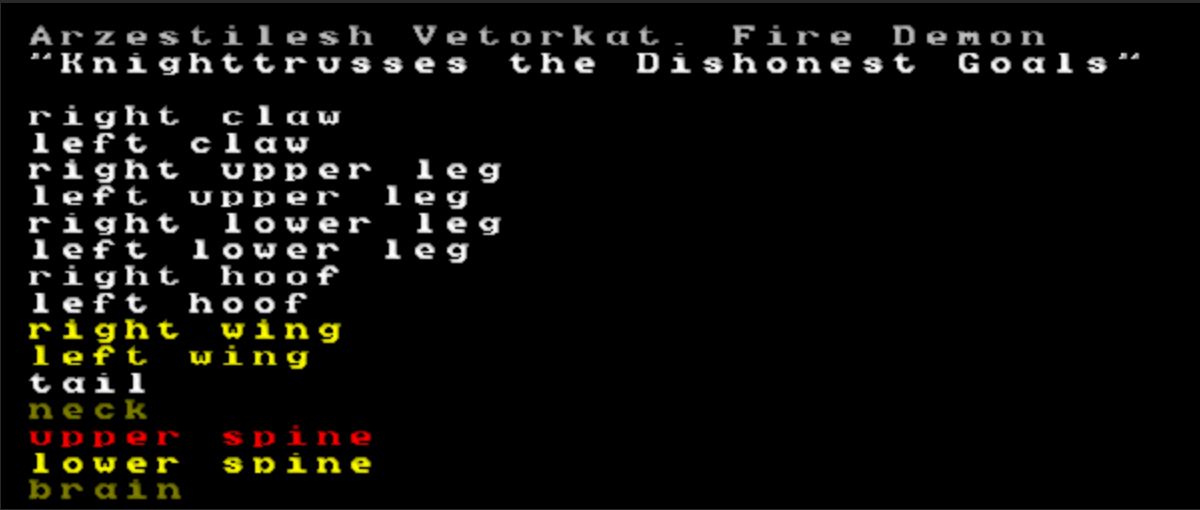 Arzestilesh Vetorkat. Fire Demon
"Knighttrusses the Dishonest Goals"
right claw
left claw
right upper leg
left upper leg
right lower leg
left lower leg
right hoof
left hoof
right wing
left wing
tail
neck
upper spine
lower spine
brain